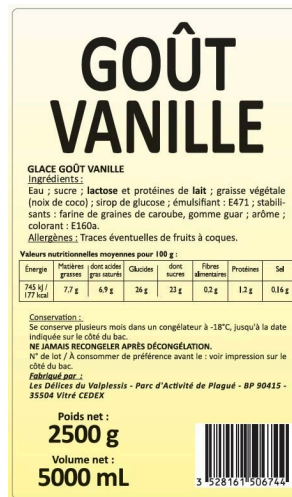 GOÛT
VANILLE
GLACE GOÛT VANILLE
Ingrédients :
Eau ; sucre ; lactose et protéines de lait ; graisse végétale
(noix de coco) ; sirop de glucose ; émulsifiant : E471 ; stabili-
sants : farine de graines de caroube, gomme guar ; arôme ;
colorant : E160a.
Allergènes : Traces éventuelles de fruits à coques.
Valeurs nutritionnelles moyennes pour 100 g :
Énergie Matières grasses dont acides gras saturés Glucides dont sucres Fibres alimentaires Protéines Sel
745 kJ / 177 kcal 7,7 g 6,9 g 26 g 23 g 0,2 g 1,2 g 0,16 g
Conservation :
Se conserve plusieurs mois dans un congélateur à -18°C, jusqu'à la date
indiquée sur le côté du bac.
NE JAMAIS RECONGELER APRÈS DÉCONGÉLATION.
N° de lot / À consommer de préférence avant le : voir impression sur le
côté du bac.
Fabriqué par :
Les Délices du Valplessis - Parc d'Activité de Plagué - BP 90415 -
35504 Vitré CEDEX
Poids net :
2500 g
Volume net :
5000 mL
3 528161 506744